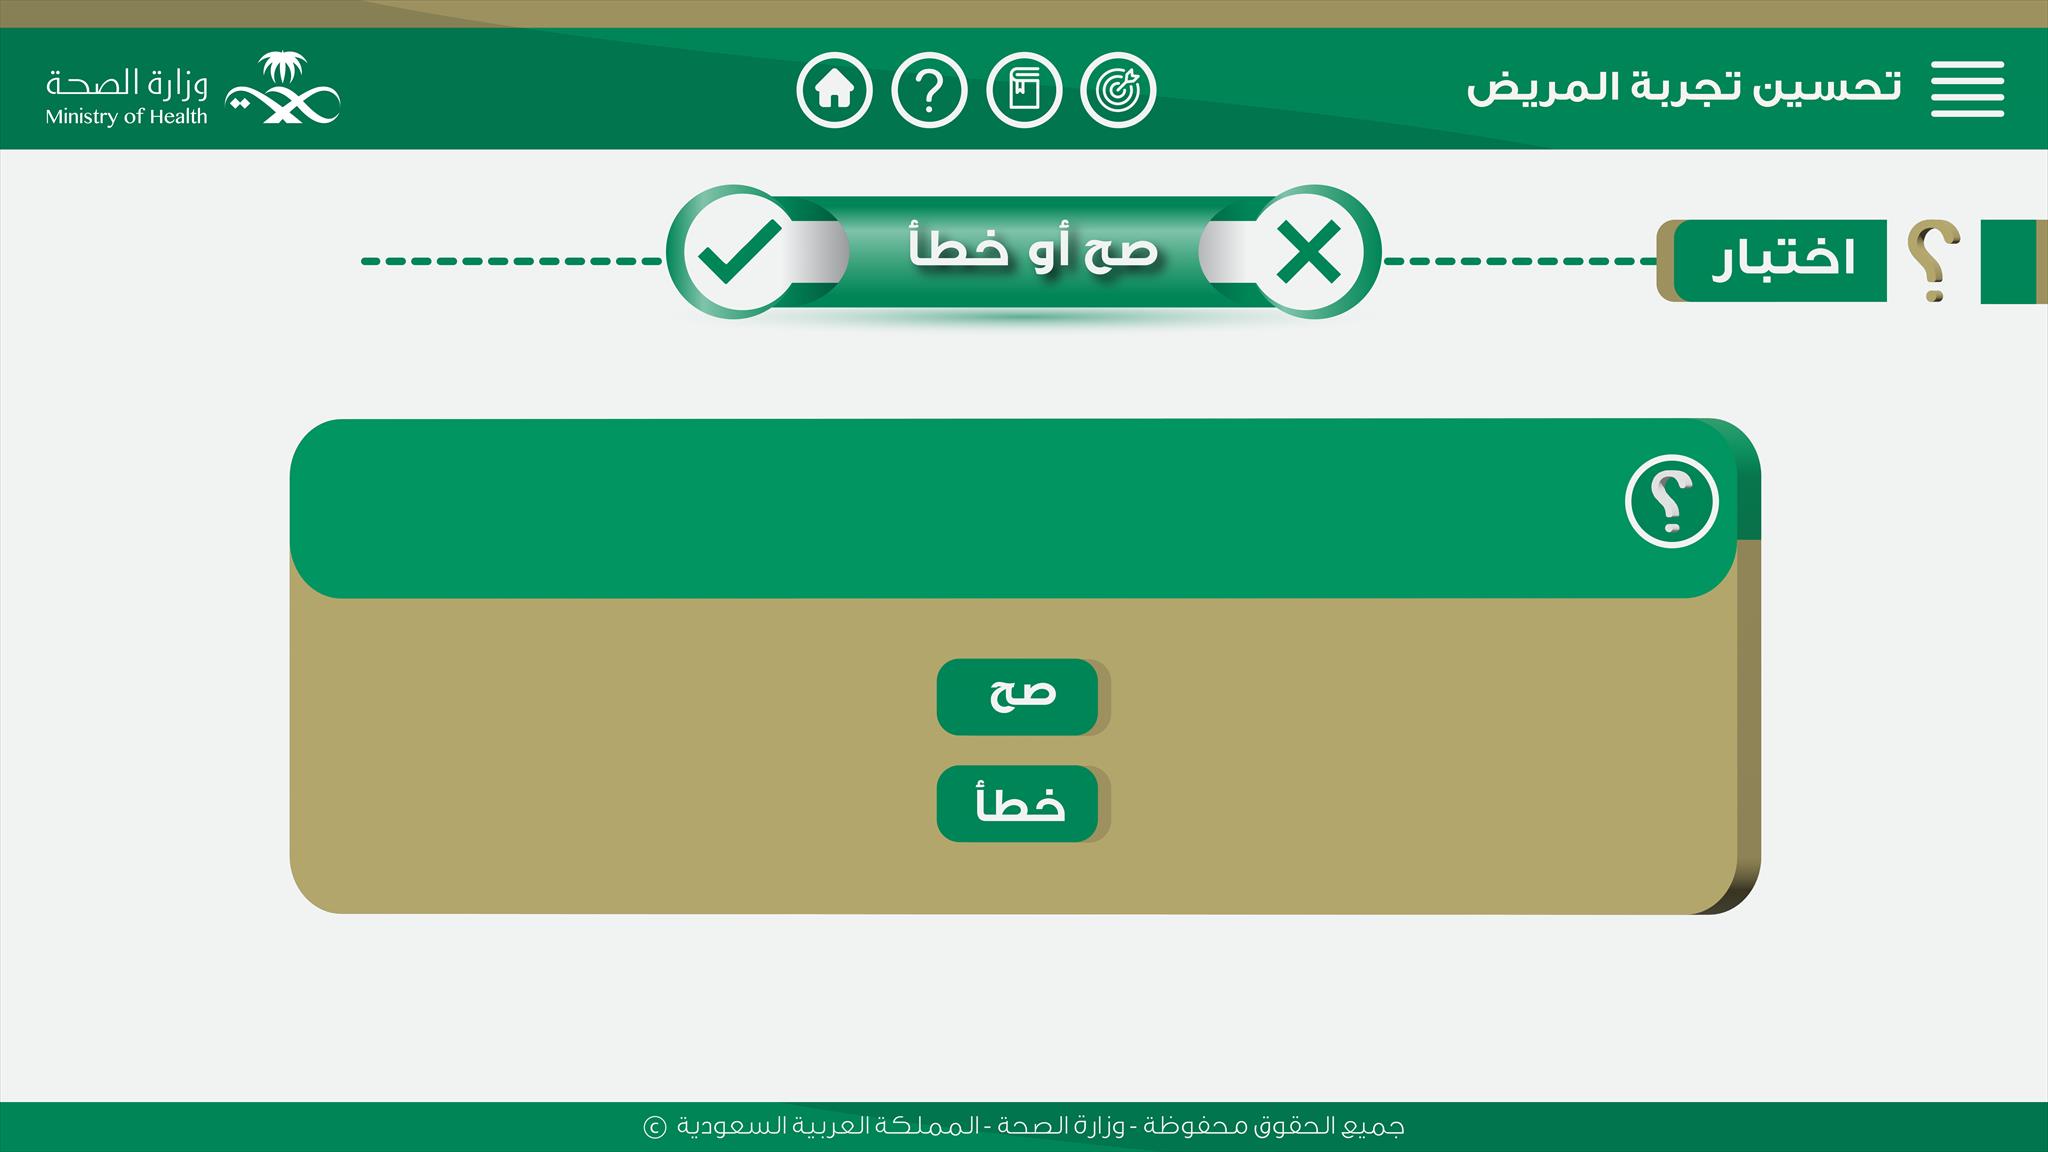 تحسين تجربة المريض
وزارة الصحة
Ministry of Health
؟ اختبار
صح أو خطأ
؟
صح
خطأ
جميع الحقوق محفوظة - وزارة الصحة - المملكة العربية السعودية ©